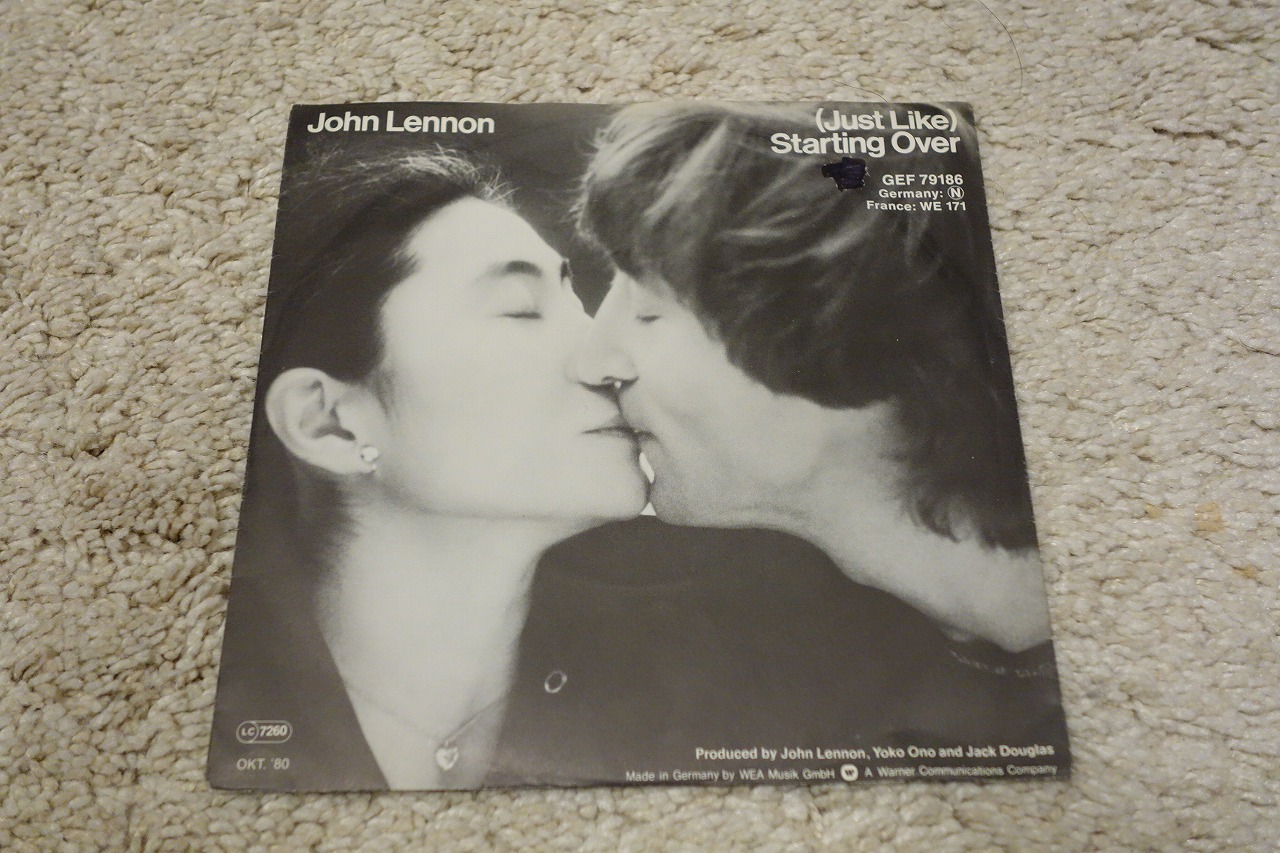 John Lennon
(Just Like)
Starting Over
GEF 79186
Germany: Ⓝ
France: WE 171
LC 7260
OKT. '80
Produced by John Lennon, Yoko Ono and Jack Douglas
Made in Germany by WEA Musik GmbH W A Warner Communications Company